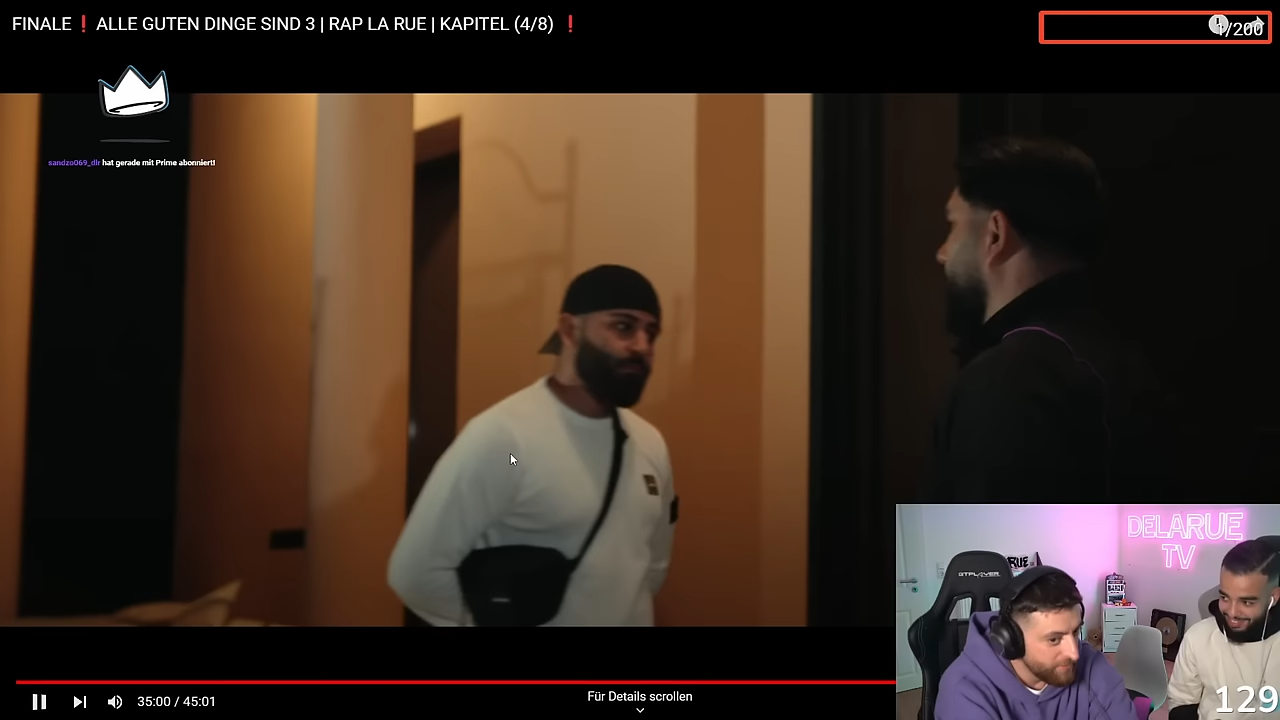 FINALE❗ ALLE GUTEN DINGE SIND 3 | RAP LA RUE | KAPITEL (4/8) ❗
1/200
sandzo069_dlr hat gerade mit Prime abonniert!
DELARUE
TV
GTPLAYER
35:00 / 45:01
Für Details scrollen
129